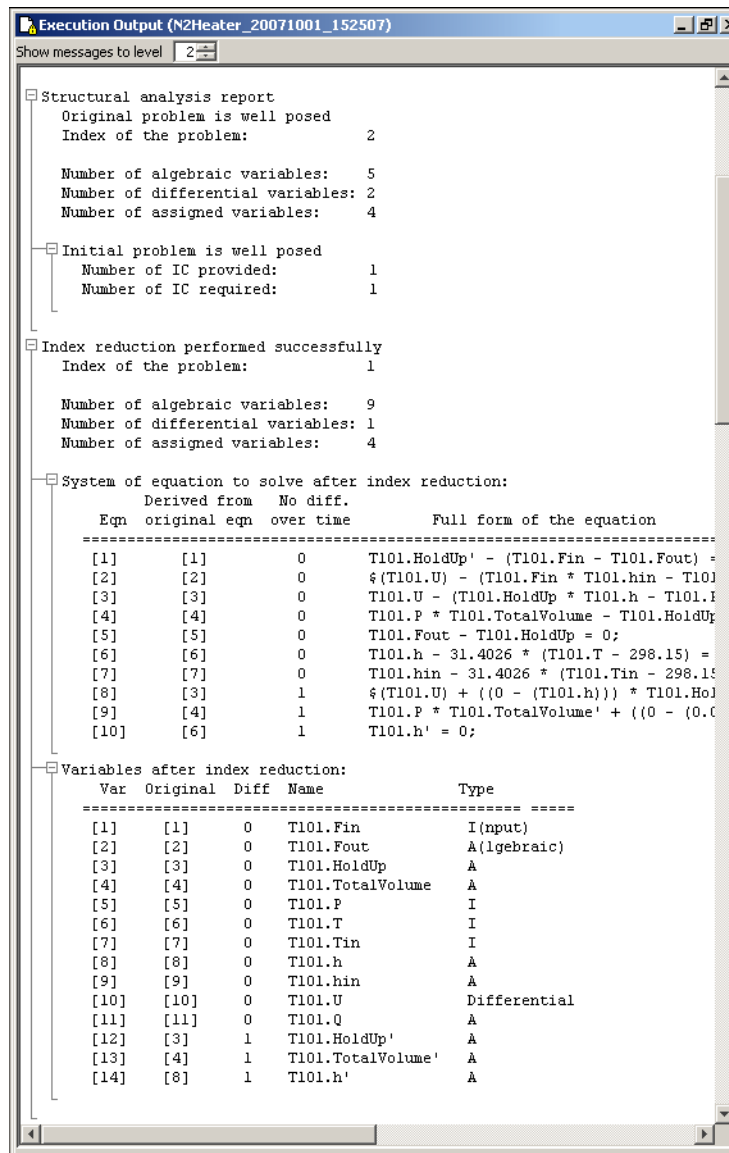 Execution Output (N2Heater_20071001_152507)
Show messages to level 2
Structural analysis report
Original problem is well posed
Index of the problem: 2
Number of algebraic variables: 5
Number of differential variables: 2
Number of assigned variables: 4
Initial problem is well posed
Number of IC provided: 1
Number of IC required: 1
Index reduction performed successfully
Index of the problem: 1
Number of algebraic variables: 9
Number of differential variables: 1
Number of assigned variables: 4
System of equation to solve after index reduction:
Derived from No diff.
Eqn original eqn over time Full form of the equation
======================================================================
[1] [1] 0 T101.HoldUp' - (T101.Fin - T101.Fout) =
[2] [2] 0 $(T101.U) - (T101.Fin * T101.hin - T101
[3] [3] 0 T101.U - (T101.HoldUp * T101.h - T101.P
[4] [4] 0 T101.P * T101.TotalVolume - T101.HoldUp
[5] [5] 0 T101.Fout - T101.HoldUp = 0;
[6] [6] 0 T101.h - 31.4026 * (T101.T - 298.15) =
[7] [7] 0 T101.hin - 31.4026 * (T101.Tin - 298.15
[8] [3] 1 $(T101.U) + ((0 - (T101.h))) * T101.Hol
[9] [4] 1 T101.P * T101.TotalVolume' + ((0 - (0.0
[10] [6] 1 T101.h' = 0;
Variables after index reduction:
Var Original Diff Name Type
================================================= =====
[1] [1] 0 T101.Fin I(nput)
[2] [2] 0 T101.Fout A(lgebraic)
[3] [3] 0 T101.HoldUp A
[4] [4] 0 T101.TotalVolume A
[5] [5] 0 T101.P I
[6] [6] 0 T101.T I
[7] [7] 0 T101.Tin I
[8] [8] 0 T101.h A
[9] [9] 0 T101.hin A
[10] [10] 0 T101.U Differential
[11] [11] 0 T101.Q A
[12] [3] 1 T101.HoldUp' A
[13] [4] 1 T101.TotalVolume' A
[14] [8] 1 T101.h' A